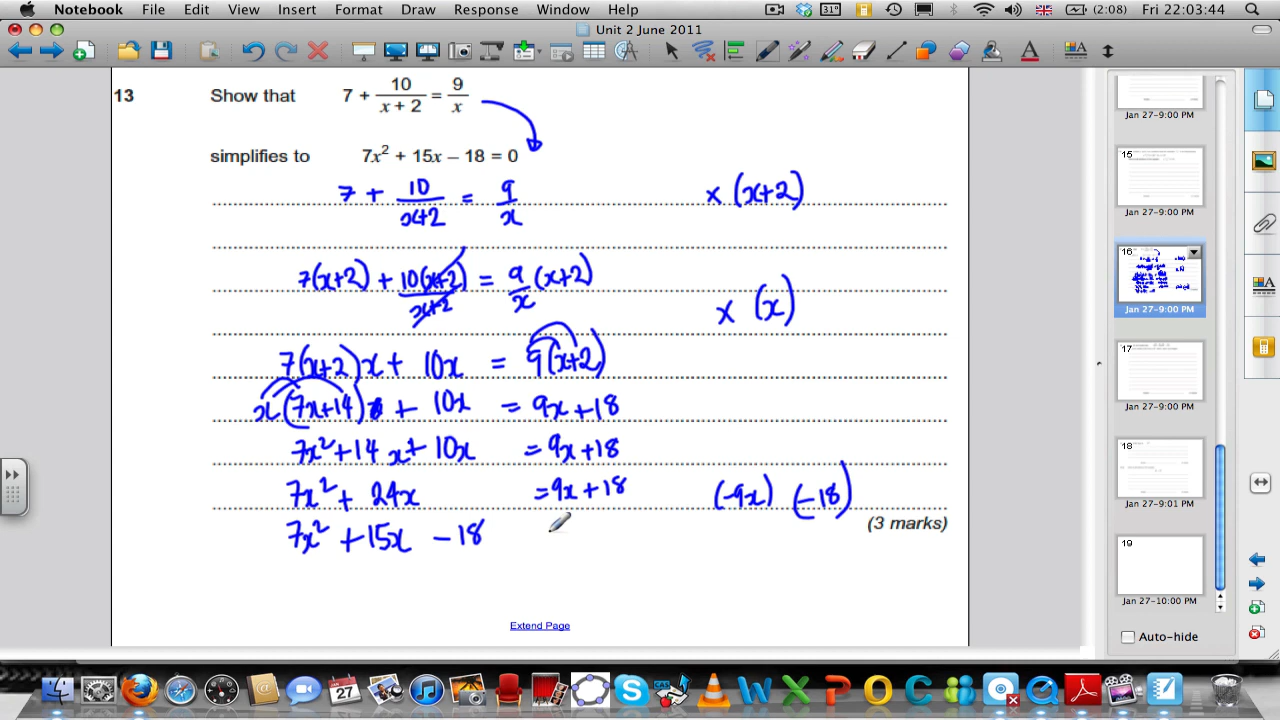 Notebook File Edit View Insert Format Draw Response Window Help 31° (2:08) Fri 22:03:44
Unit 2 June 2011
13 Show that 7 + 10/(x + 2) = 9/x
simplifies to 7x² + 15x – 18 = 0
7 + 10/(x+2) = 9/x × (x+2)
7(x+2) + 10(x+2)/(x+2) = 9/x (x+2)
× (x)
7(x+2)x + 10x = 9(x+2)
x(7x+14) + 10x = 9x+18
7x²+14x+10x = 9x+18
7x² + 24x = 9x+18 (-9x) (-18)
7x² +15x -18
(3 marks)
Extend Page
Jan 27-9:00 PM
15
Jan 27-9:00 PM
16
Jan 27-9:00 PM
17
Jan 27-9:00 PM
18
Jan 27-9:01 PM
19
Jan 27-10:00 PM
Auto-hide
JAN
27